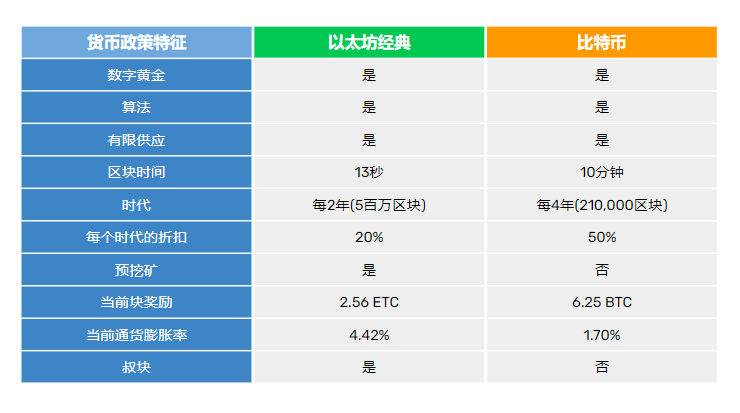 货币政策特征 以太坊经典 比特币
数字黄金 是 是
算法 是 是
有限供应 是 是
区块时间 13秒 10分钟
时代 每2年(5百万区块) 每4年(210,000区块)
每个时代的折扣 20% 50%
预挖矿 是 否
当前块奖励 2.56 ETC 6.25 BTC
当前通货膨胀率 4.42% 1.70%
叔块 是 否